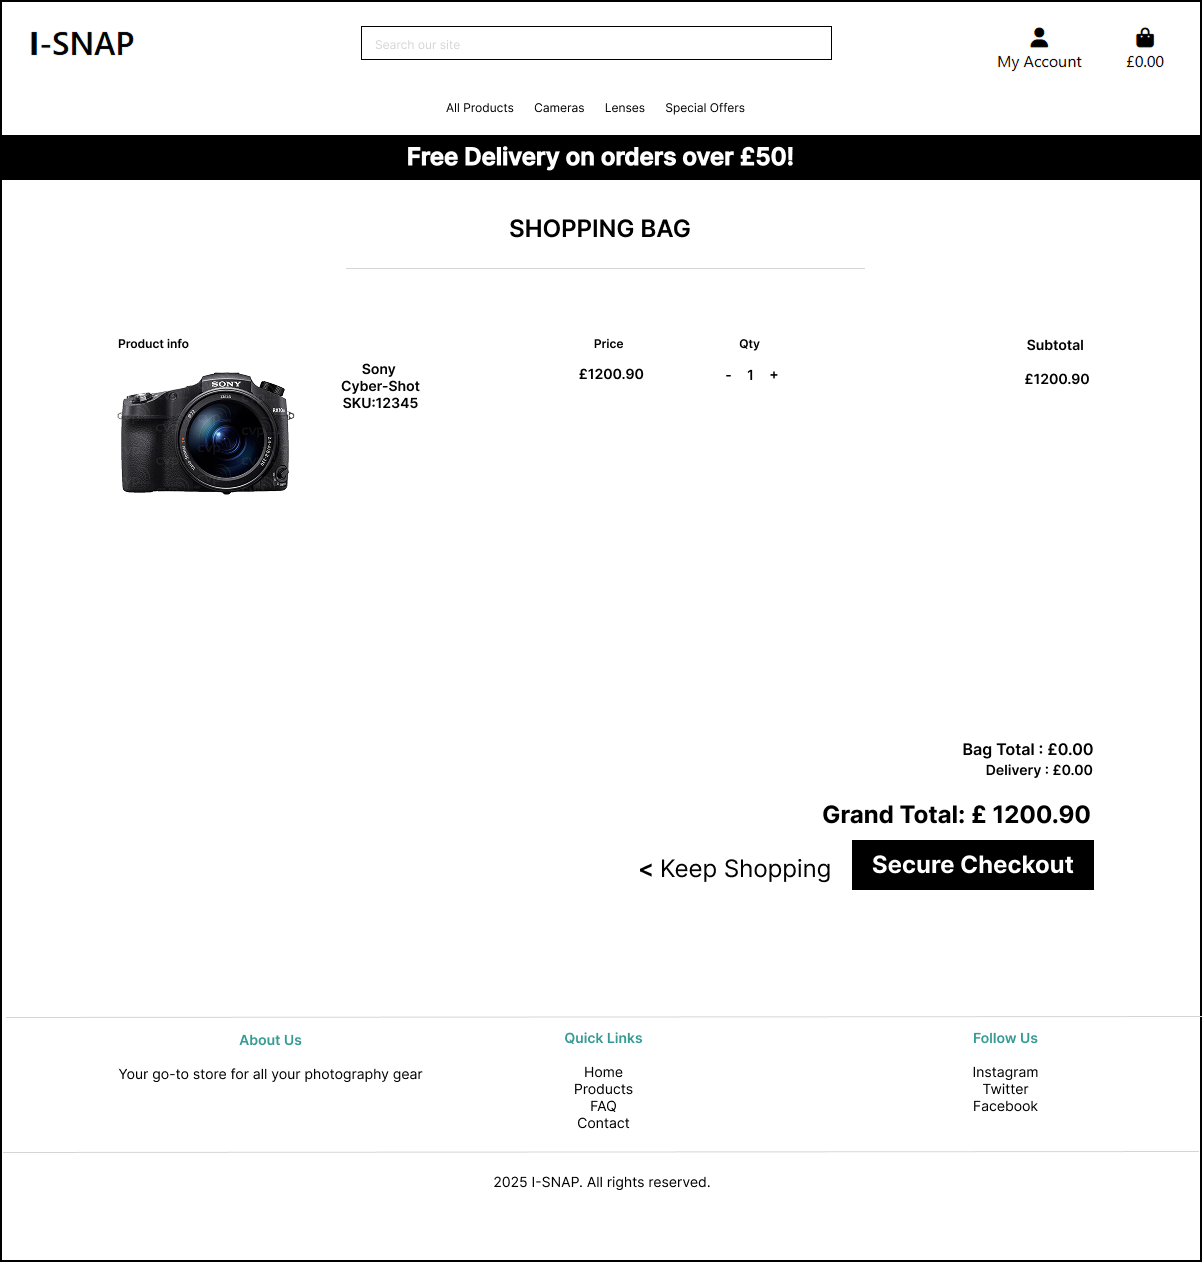 I-SNAP
Search our site
My Account
£0.00
All Products Cameras Lenses Special Offers
Free Delivery on orders over £50!
SHOPPING BAG
Product info Price Qty Subtotal
Sony
Cyber-Shot
SKU:12345
£1200.90 - 1 + £1200.90
SONY
Bag Total : £0.00
Delivery : £0.00
Grand Total: £ 1200.90
< Keep Shopping Secure Checkout
About Us
Your go-to store for all your photography gear
Quick Links
Home
Products
FAQ
Contact
Follow Us
Instagram
Twitter
Facebook
2025 I-SNAP. All rights reserved.